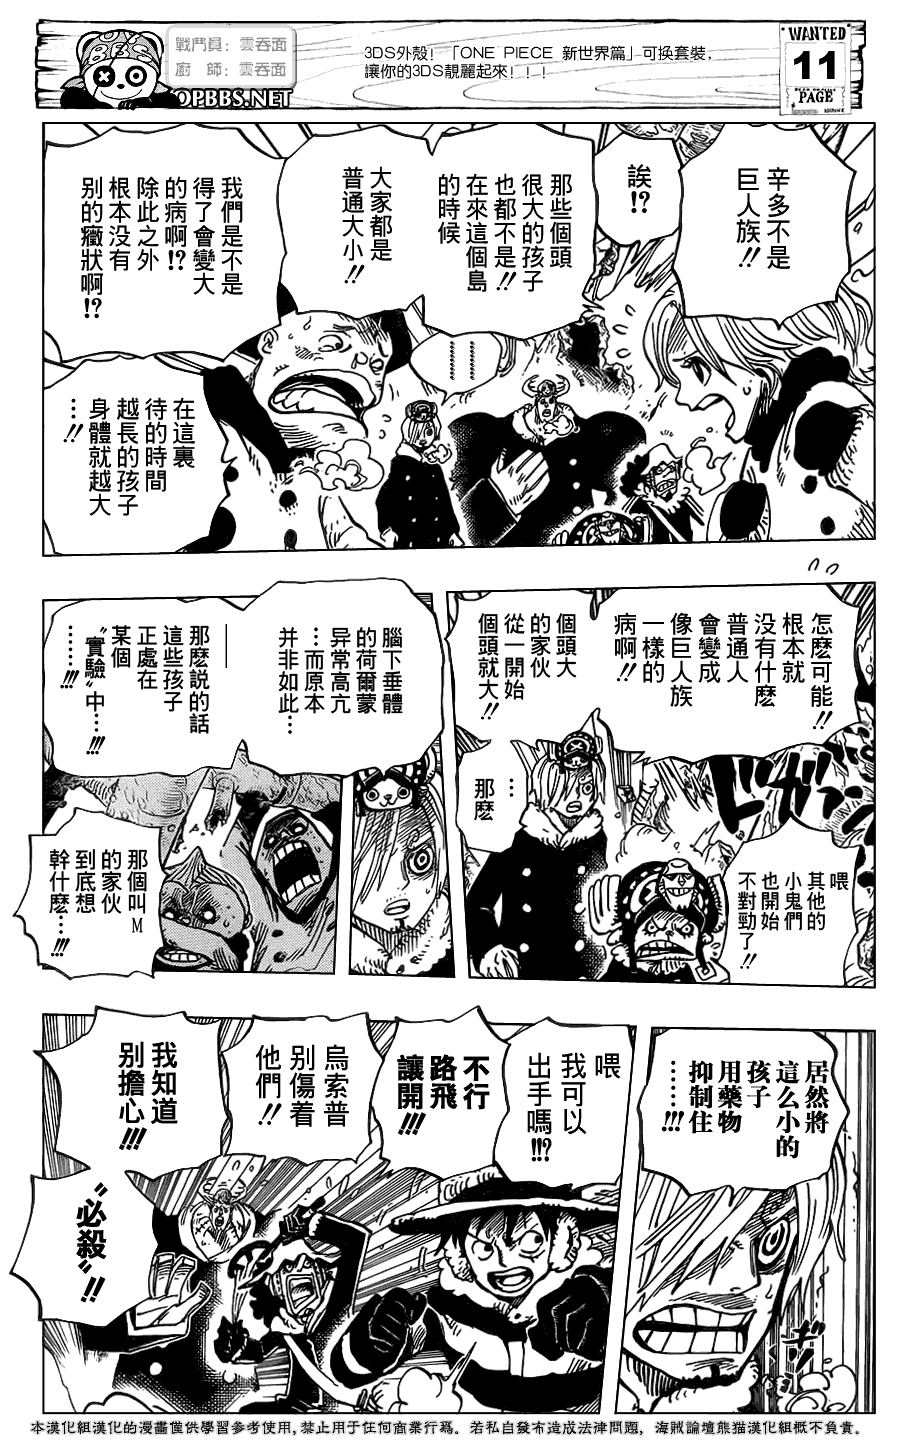 戰鬥員：雲吞面
廚　師：雲吞面
OPBBS.NET
3DS外殼！「ONE PIECE 新世界篇」可換套裝，
讓你的3DS靚麗起來！！！
WANTED
11
PAGE
辛多不是
巨人族!!
誒!?
那些個頭
很大的孩子
也都不是!!
在來這個島
的時候
大家都是
普通大小!!
我們是不是
得了會變大
的病啊!?
除此之外
根本没有
别的癥狀啊!?
在這裏
待的時間
越長的孩子
身體就越大
…!!
怎麽可能!!
根本就
没有什麽
普通人
會變成
像巨人族
一樣的
病啊!!
個頭大
的家伙
從一開始
個頭就大!!
…
那麽
喂
其他的
小鬼們
也開始
不對勁了!!
腦下垂體
的荷爾蒙
異常高亢
…而原本
并非如此…
——
那麽説的話
這些孩子
正處在
某個
“實驗”中…!!!
……!!!
那個叫M
的家伙
到底想
幹什麽…!!!
居然將
這么小的
孩子
用藥物
抑制住
……!!!
喂
我可以
出手嗎!!?
不行
路飛
讓開!!!
烏索普
别傷着
他們!!
我知道
别擔心!!!
“必殺”!!
本漢化組漢化的漫畫僅供學習參考使用,禁止用于任何商業行爲。若私自發布造成法律問題，海賊論壇熊猫漢化組概不負責。